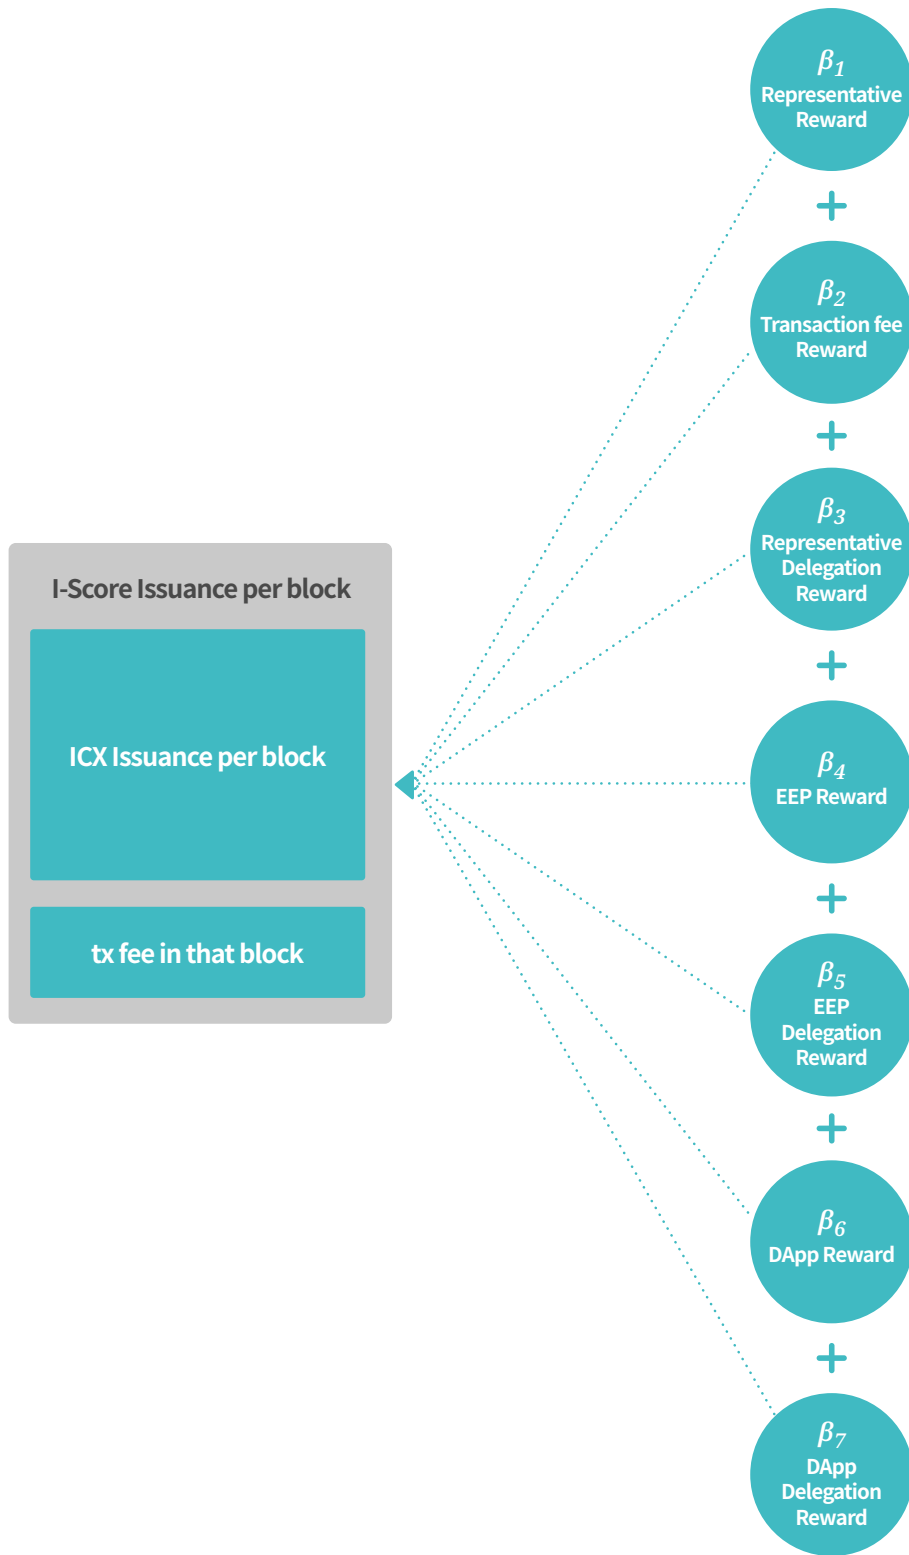 β1
Representative
Reward
+
β2
Transaction fee
Reward
+
β3
Representative
Delegation
Reward
+
I-Score Issuance per block
ICX Issuance per block
tx fee in that block
β4
EEP Reward
+
β5
EEP
Delegation
Reward
+
β6
DApp Reward
+
β7
DApp
Delegation
Reward